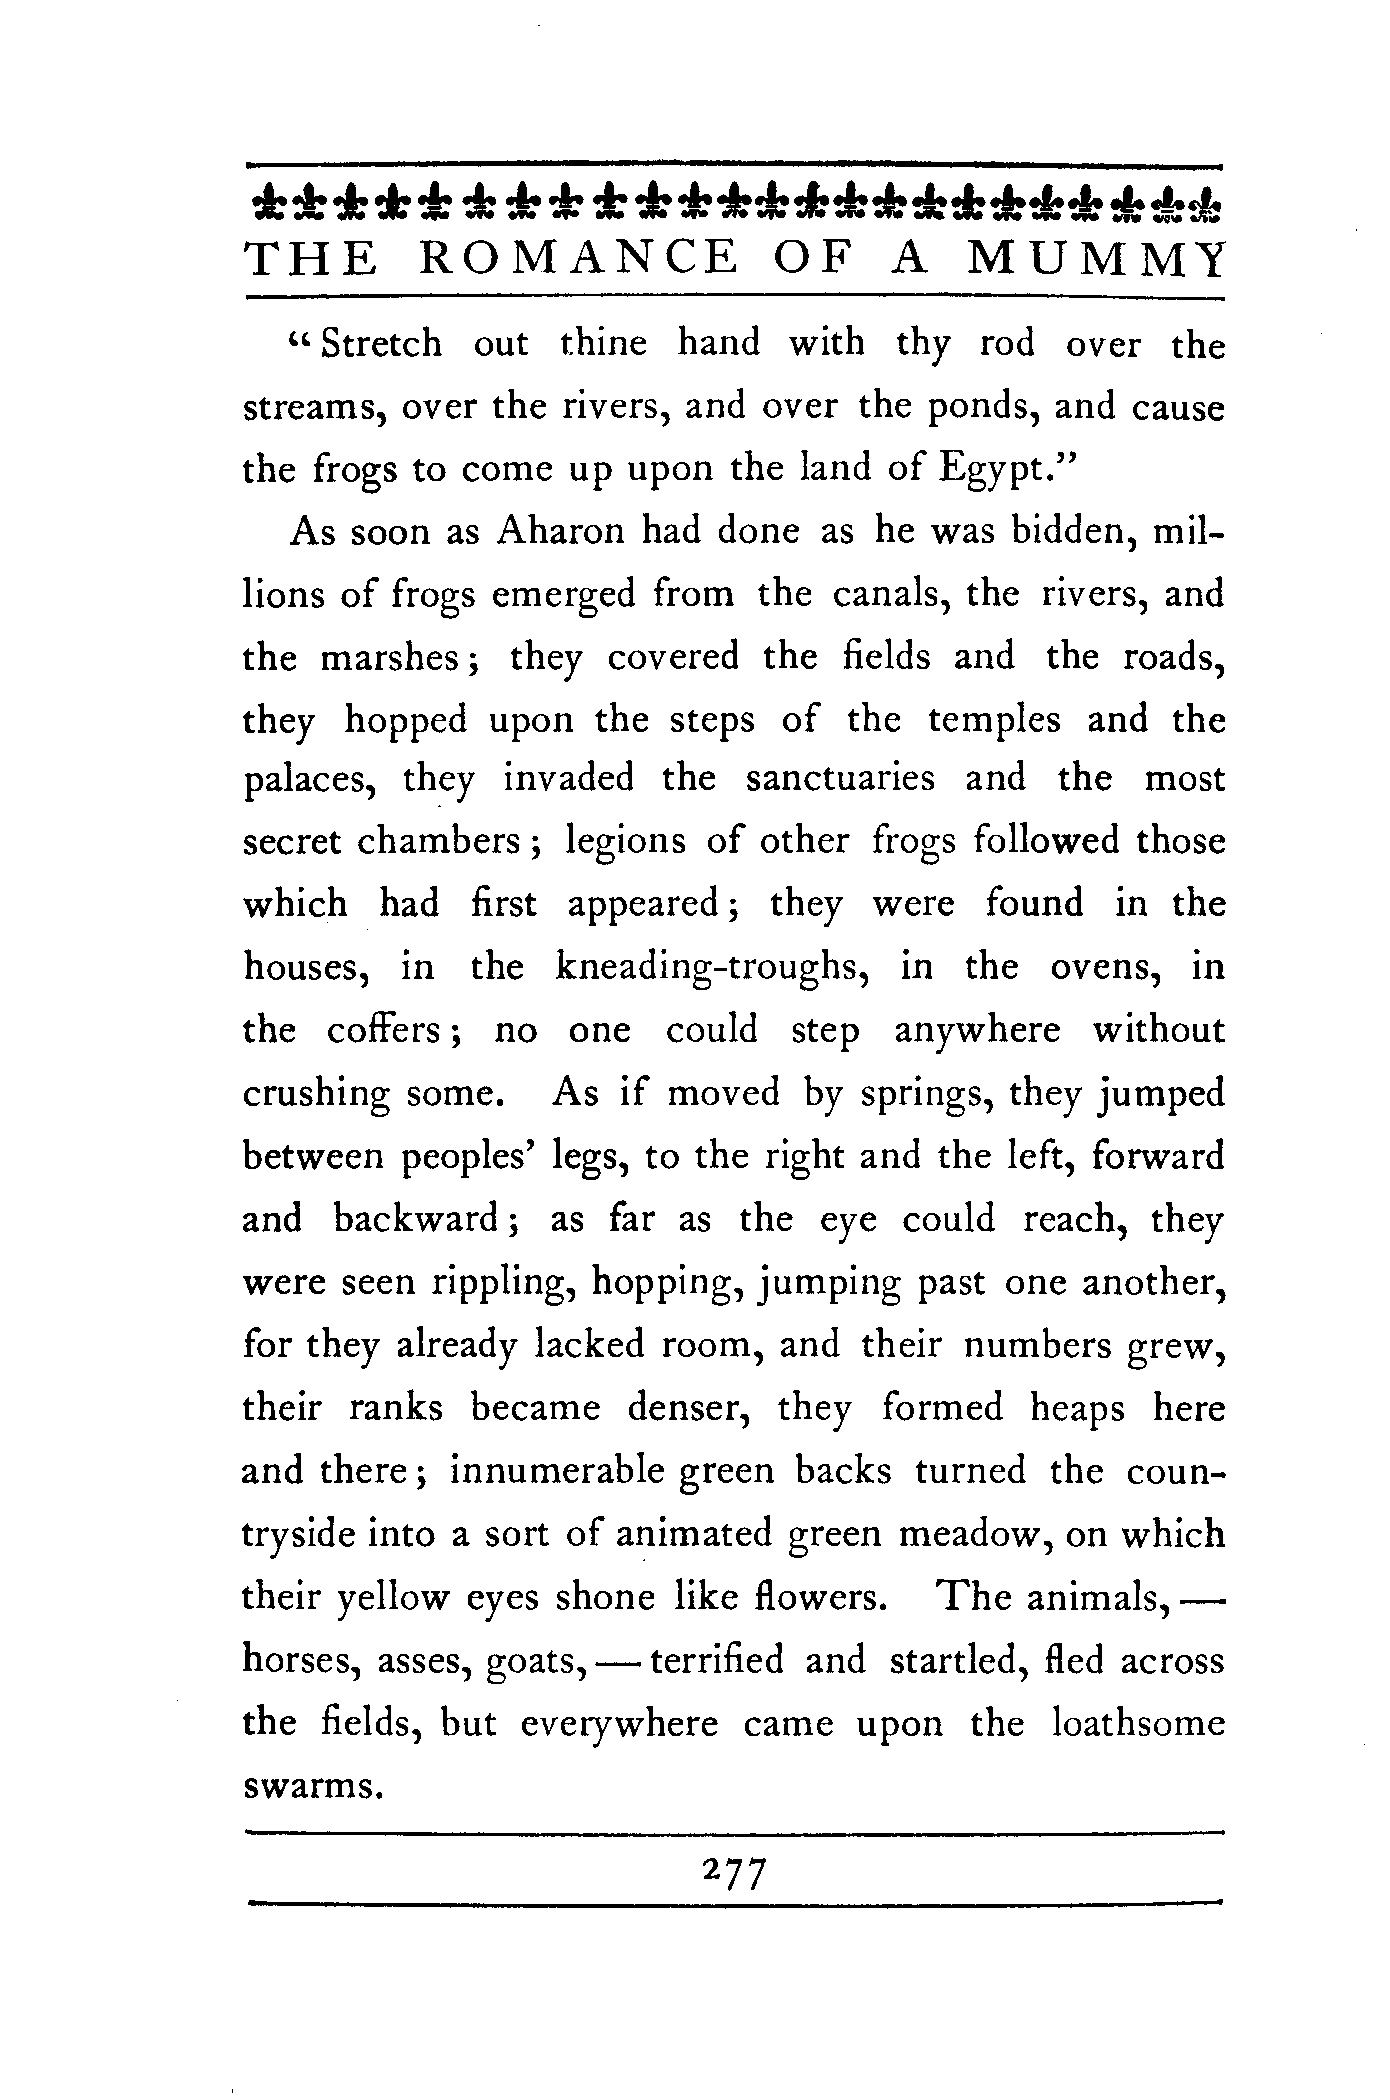 THE ROMANCE OF A MUMMY
“Stretch out thine hand with thy rod over the
streams, over the rivers, and over the ponds, and cause
the frogs to come up upon the land of Egypt.”
As soon as Aharon had done as he was bidden, mil-
lions of frogs emerged from the canals, the rivers, and
the marshes; they covered the fields and the roads,
they hopped upon the steps of the temples and the
palaces, they invaded the sanctuaries and the most
secret chambers; legions of other frogs followed those
which had first appeared; they were found in the
houses, in the kneading-troughs, in the ovens, in
the coffers; no one could step anywhere without
crushing some. As if moved by springs, they jumped
between peoples’ legs, to the right and the left, forward
and backward; as far as the eye could reach, they
were seen rippling, hopping, jumping past one another,
for they already lacked room, and their numbers grew,
their ranks became denser, they formed heaps here
and there; innumerable green backs turned the coun-
tryside into a sort of animated green meadow, on which
their yellow eyes shone like flowers. The animals, —
horses, asses, goats, — terrified and startled, fled across
the fields, but everywhere came upon the loathsome
swarms.
277